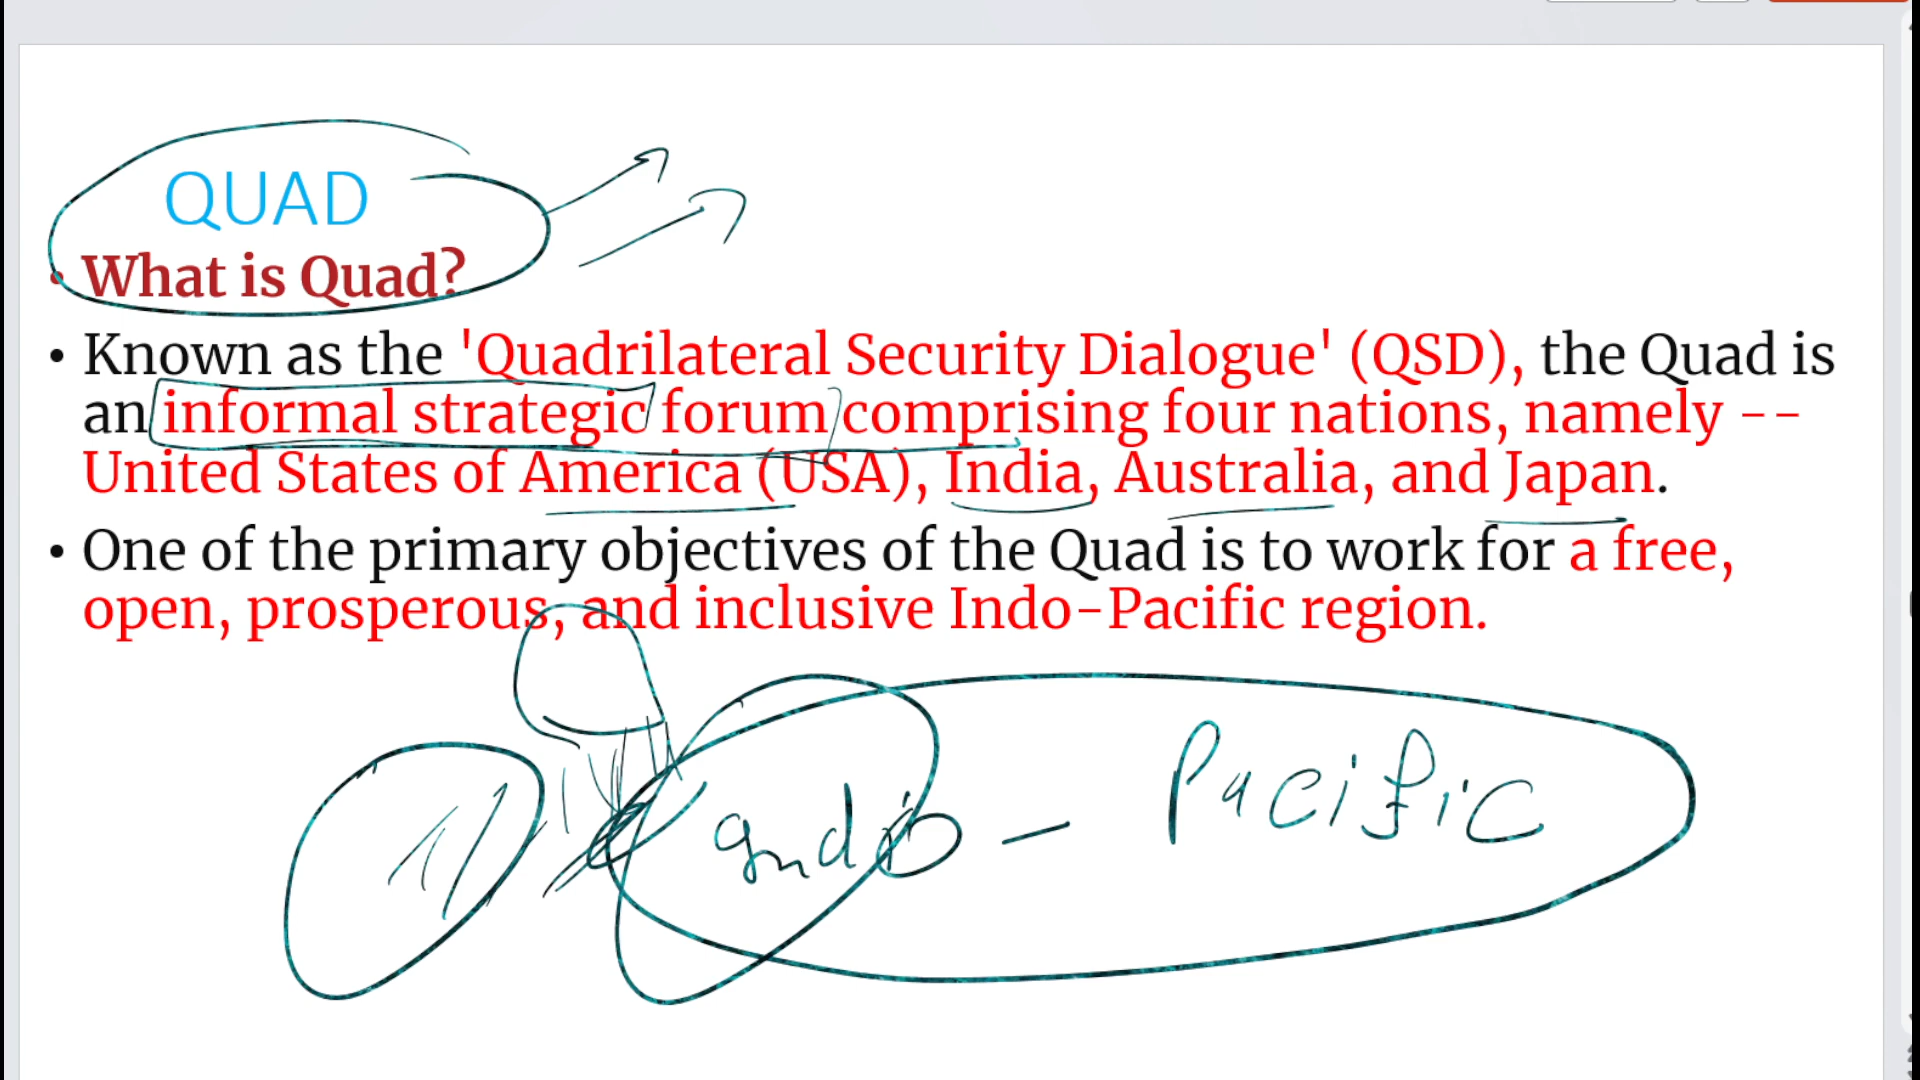 QUAD
• What is Quad?
• Known as the 'Quadrilateral Security Dialogue' (QSD), the Quad is
an informal strategic forum comprising four nations, namely --
United States of America (USA), India, Australia, and Japan.
• One of the primary objectives of the Quad is to work for a free,
open, prosperous, and inclusive Indo-Pacific region.
Indo - Pacific